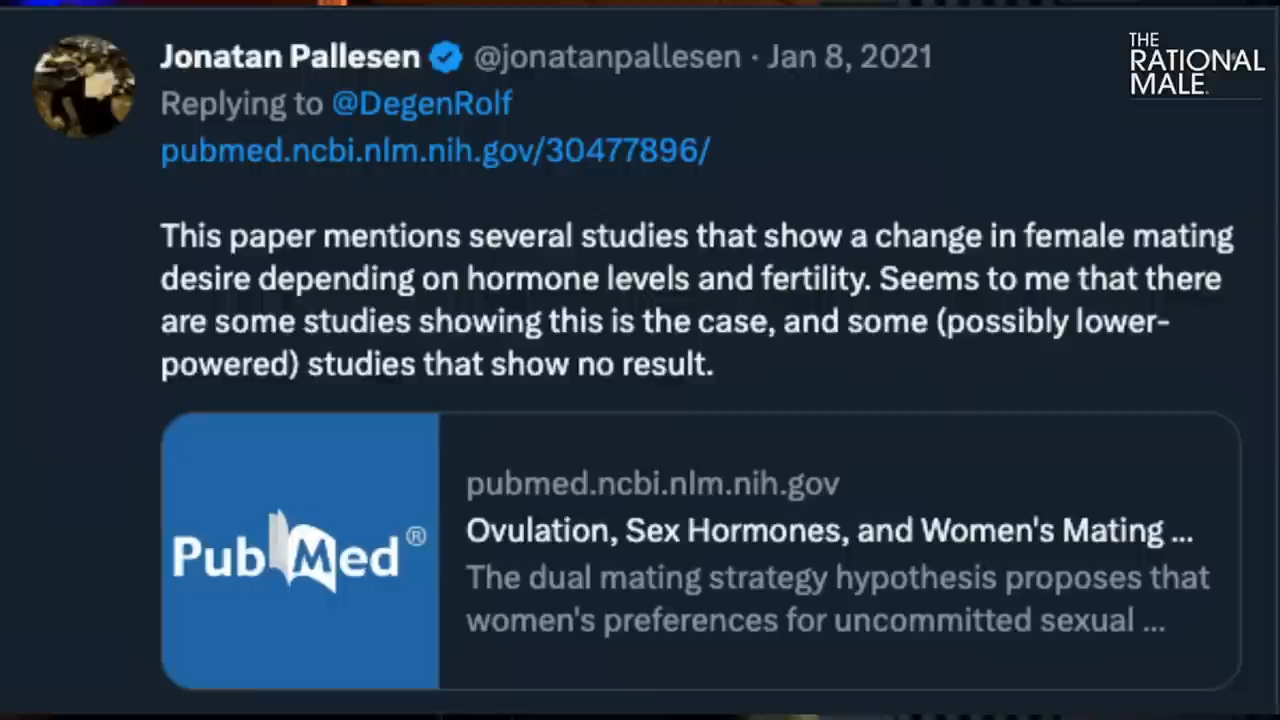 Jonatan Pallesen @jonatanpallesen · Jan 8, 2021
THE
RATIONAL
MALE
Replying to @DegenRolf
pubmed.ncbi.nlm.nih.gov/30477896/
This paper mentions several studies that show a change in female mating
desire depending on hormone levels and fertility. Seems to me that there
are some studies showing this is the case, and some (possibly lower-
powered) studies that show no result.
PubMed®
pubmed.ncbi.nlm.nih.gov
Ovulation, Sex Hormones, and Women's Mating ...
The dual mating strategy hypothesis proposes that
women's preferences for uncommitted sexual ...